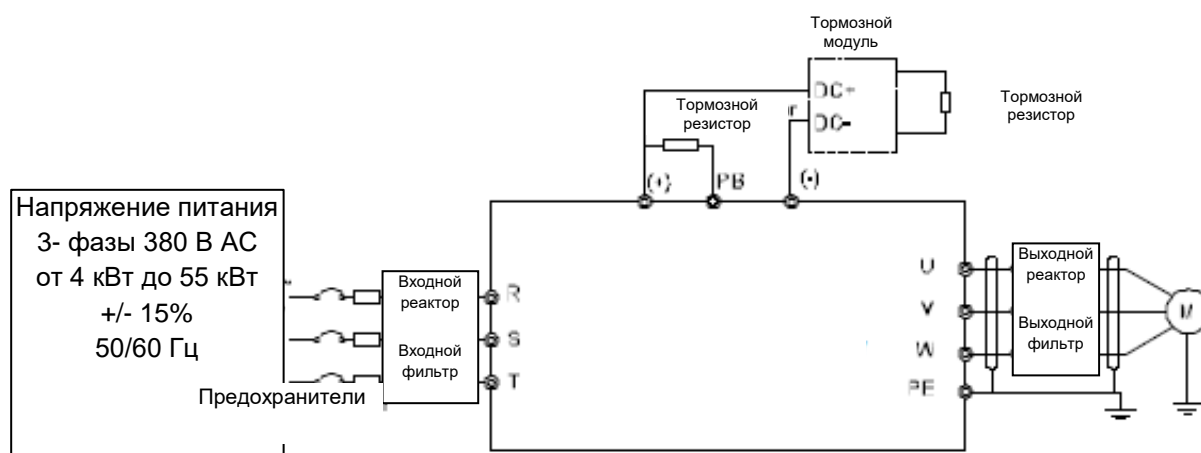 Тормозной
модуль
DC+
DC-
Тормозной
резистор
Тормозной
резистор
(+)
PB
(-)
Напряжение питания
3- фазы 380 В АС
от 4 кВт до 55 кВт
+/- 15%
50/60 Гц
Предохранители
Входной
реактор
Входной
фильтр
R
S
T
U
V
W
PE
Выходной
реактор
Выходной
фильтр
M